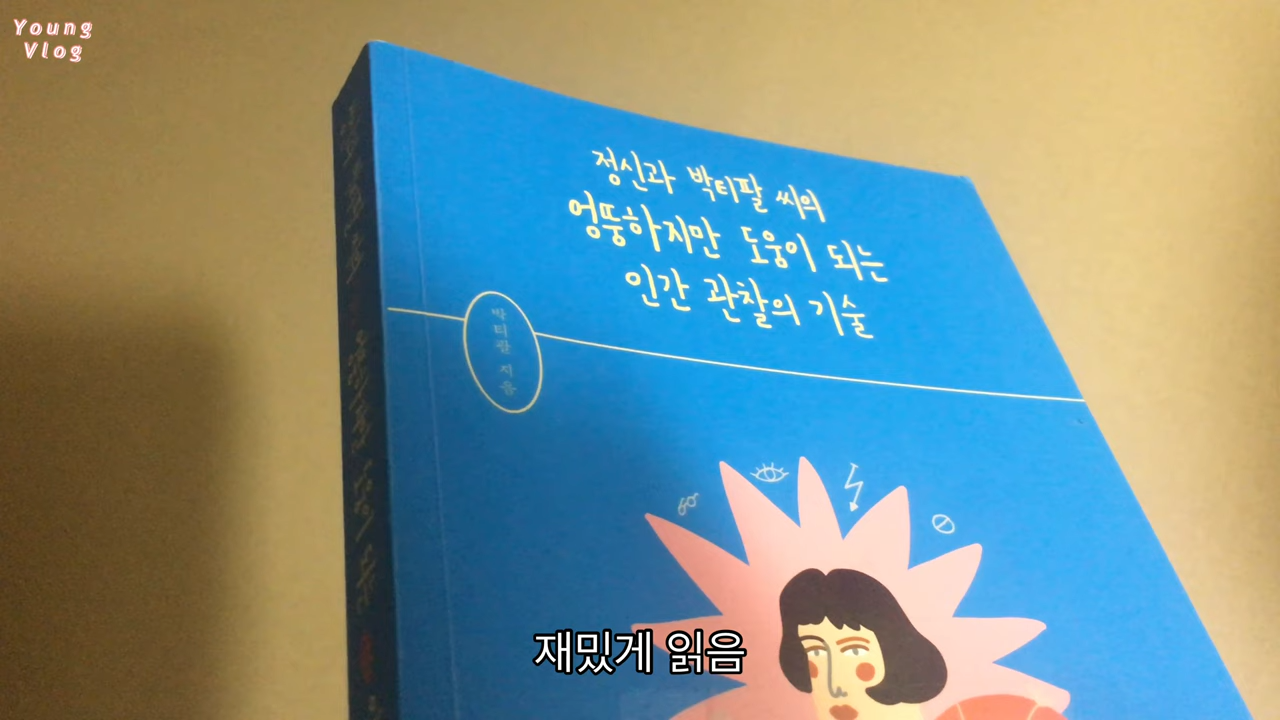 Young
Vlog
정신과 박티팔 씨의
엉뚱하지만 도움이 되는
인간 관찰의 기술
박티팔 지음
재밌게 읽음